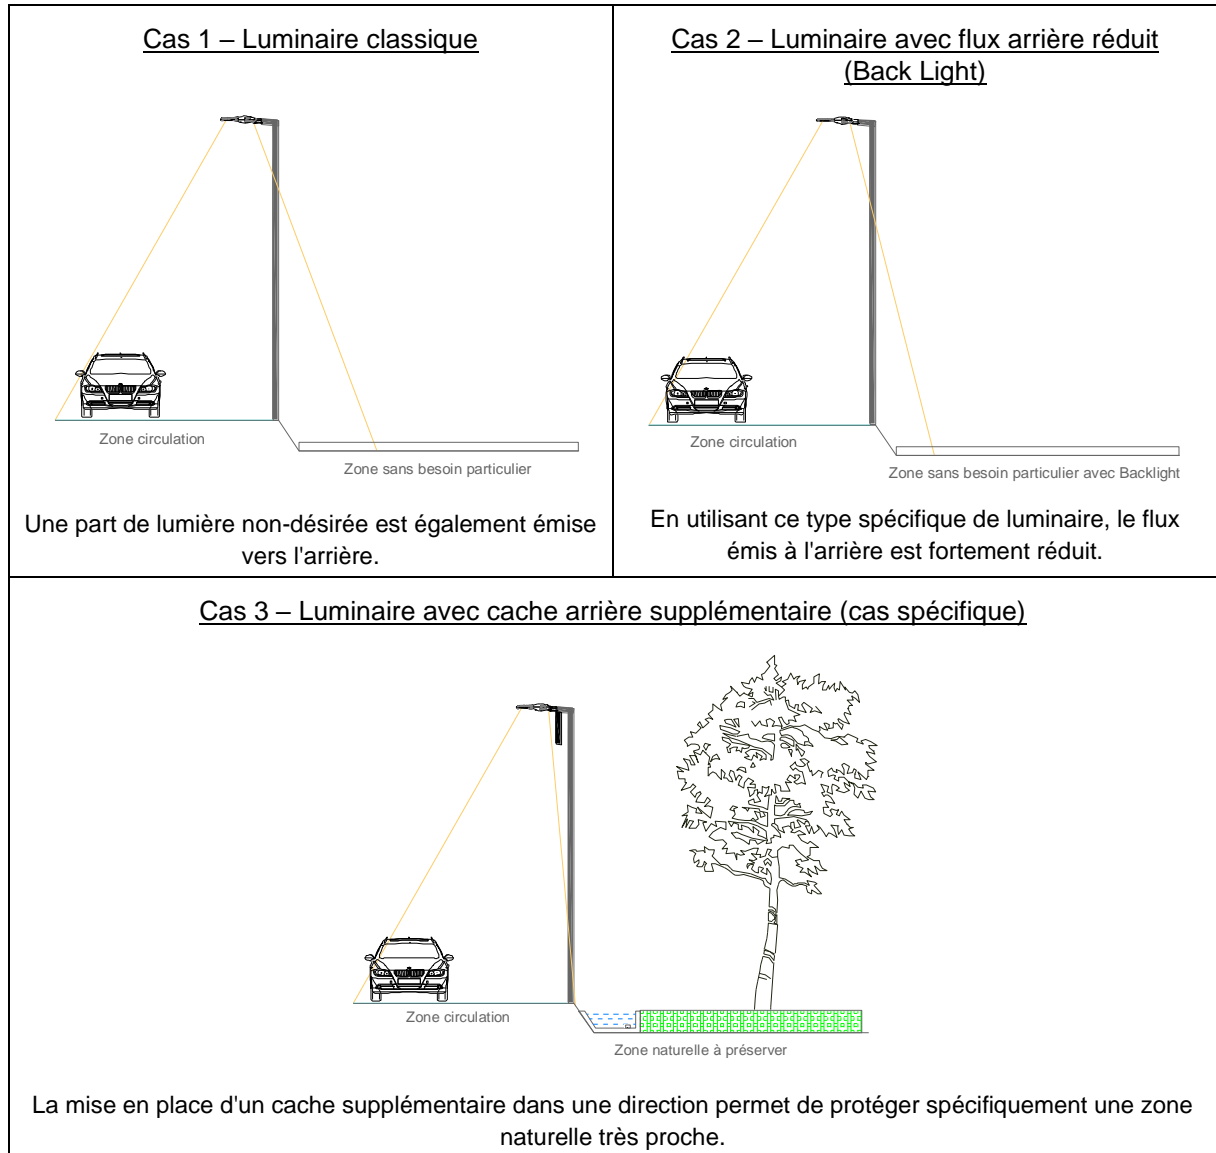 Cas 1 – Luminaire classique
Zone circulation
Zone sans besoin particulier
Une part de lumière non-désirée est également émise
vers l'arrière.
Cas 2 – Luminaire avec flux arrière réduit
(Back Light)
Zone circulation
Zone sans besoin particulier avec Backlight
En utilisant ce type spécifique de luminaire, le flux
émis à l'arrière est fortement réduit.
Cas 3 – Luminaire avec cache arrière supplémentaire (cas spécifique)
Zone circulation
Zone naturelle à préserver
La mise en place d'un cache supplémentaire dans une direction permet de protéger spécifiquement une zone
naturelle très proche.